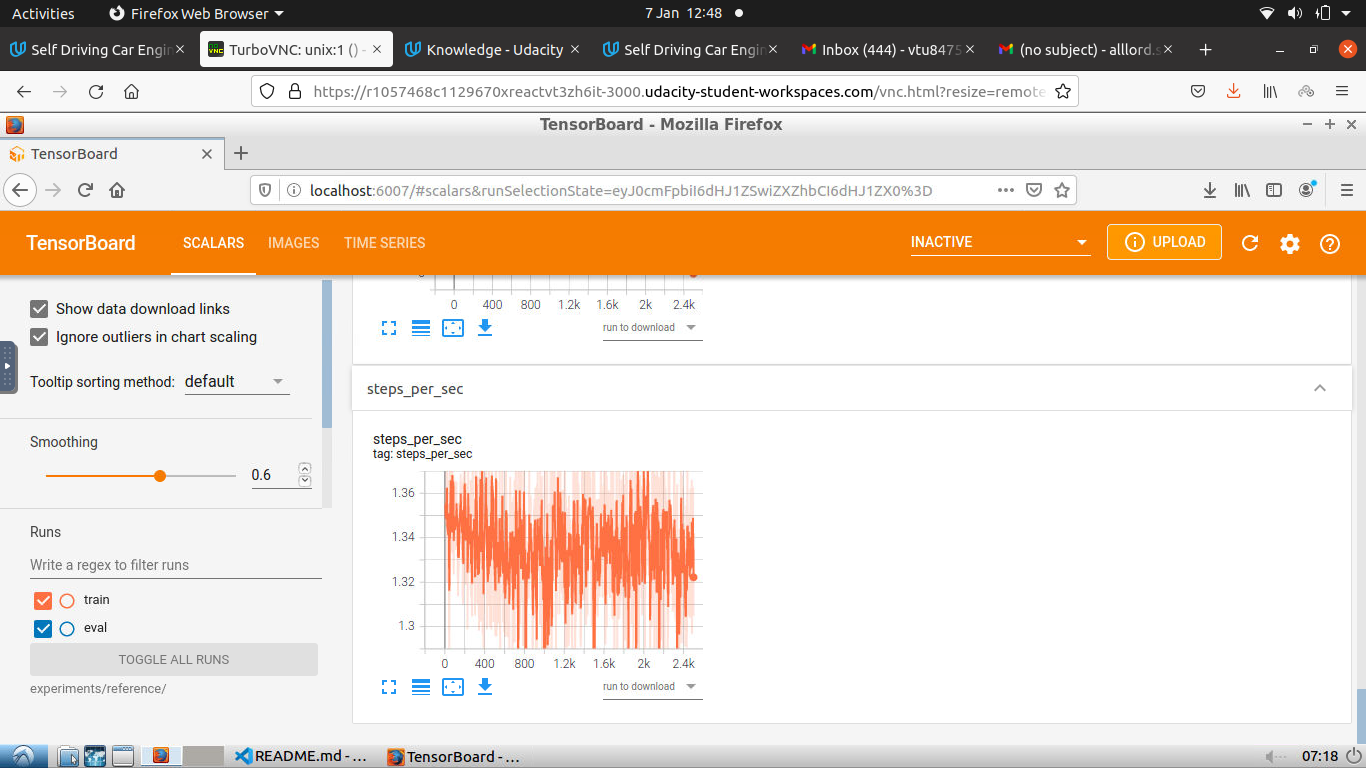 Activities Firefox Web Browser 7 Jan 12:48
Self Driving Car Engin TurboVNC: unix:1 () - Knowledge - Udacity Self Driving Car Engin Inbox (444) - vtu8475 (no subject) - alllord.s
https://r1057468c1129670xreactvt3zh6it-3000.udacity-student-workspaces.com/vnc.html?resize=remote
TensorBoard - Mozilla Firefox
TensorBoard
localhost:6007/#scalars&runSelectionState=eyJ0cmFpbiI6dHJ1ZSwiZXZhbCI6dHJ1ZX0%3D
TensorBoard SCALARS IMAGES TIME SERIES INACTIVE UPLOAD
Show data download links
Ignore outliers in chart scaling
Tooltip sorting method: default
Smoothing
0.6
Runs
Write a regex to filter runs
train
eval
TOGGLE ALL RUNS
experiments/reference/
0 400 800 1.2k 1.6k 2k 2.4k
run to download
steps_per_sec
steps_per_sec
tag: steps_per_sec
1.36
1.34
1.32
1.3
0 400 800 1.2k 1.6k 2k 2.4k
run to download
README.md - ... TensorBoard - ... 07:18